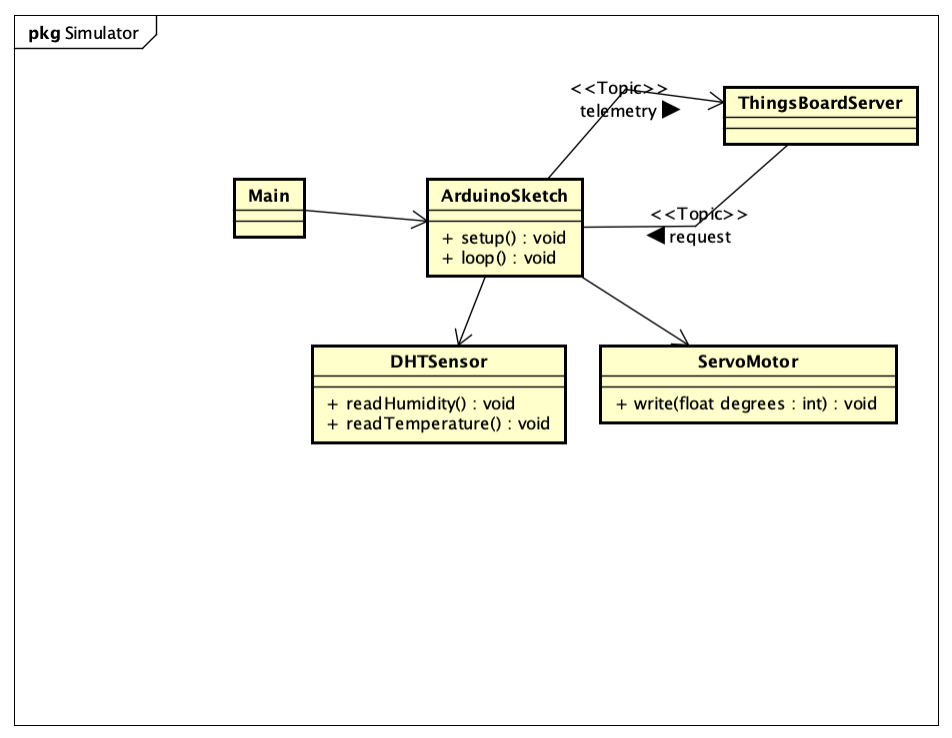 pkg Simulator
<<Topic>>
telemetry ▶
ThingsBoardServer
Main
ArduinoSketch
+ setup() : void
+ loop() : void
<<Topic>>
◀ request
DHTSensor
+ readHumidity() : void
+ readTemperature() : void
ServoMotor
+ write(float degrees : int) : void